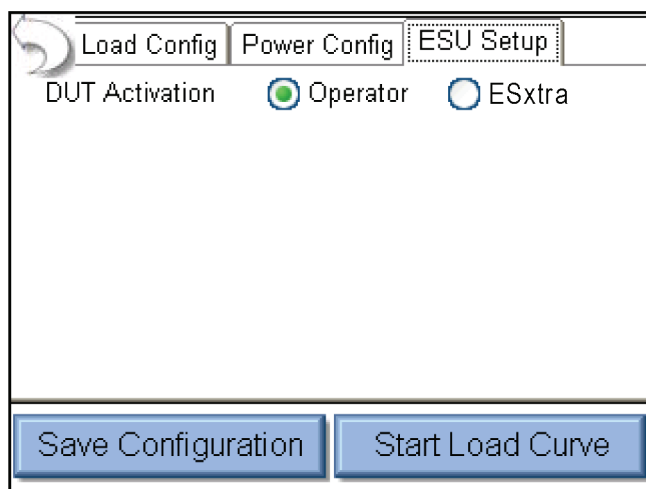 Load Config Power Config ESU Setup
DUT Activation Operator ESxtra
Save Configuration Start Load Curve